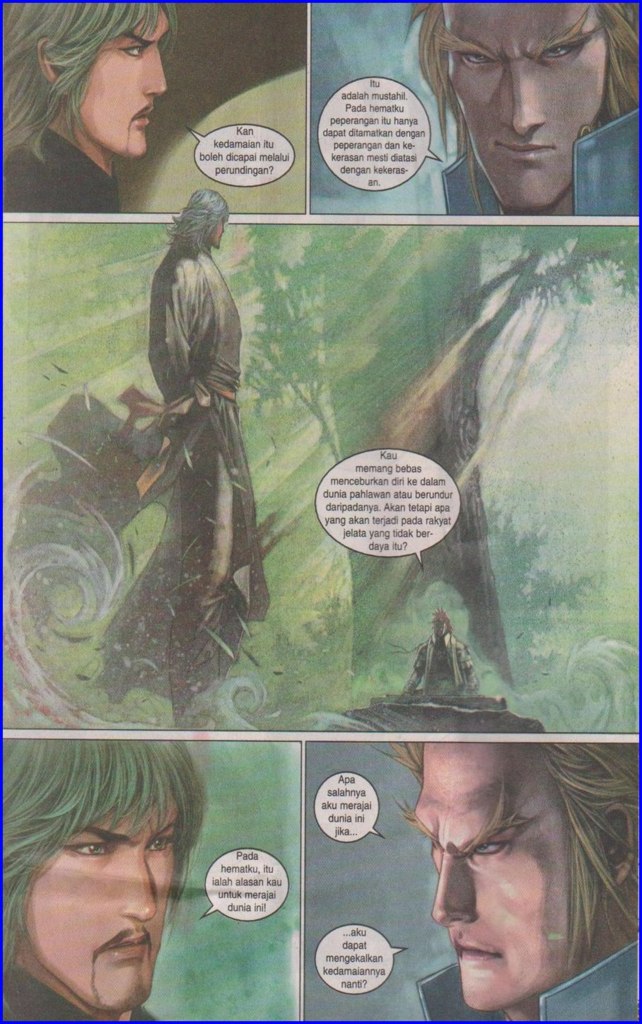 Kan
kedamaian itu
boleh dicapai melalui
perundingan?
Itu
adalah mustahil.
Pada hematku
peperangan itu hanya
dapat ditamatkan dengan
peperangan dan ke-
kerasan mesti diatasi
dengan kekeras-
an.
Kau
memang bebas
menceburkan diri ke dalam
dunia pahlawan atau berundur
daripadanya. Akan tetapi apa
yang akan terjadi pada rakyat
jelata yang tidak ber-
daya itu?
Pada
hematku, itu
ialah alasan kau
untuk merajai
dunia ini!
Apa
salahnya
aku merajai
dunia ini
jika...
...aku
dapat
mengekalkan
kedamaiannya
nanti?